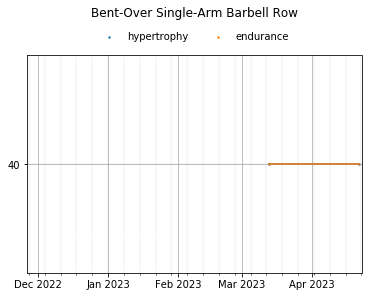 Bent-Over Single-Arm Barbell Row
hypertrophy endurance
40
Dec 2022 Jan 2023 Feb 2023 Mar 2023 Apr 2023